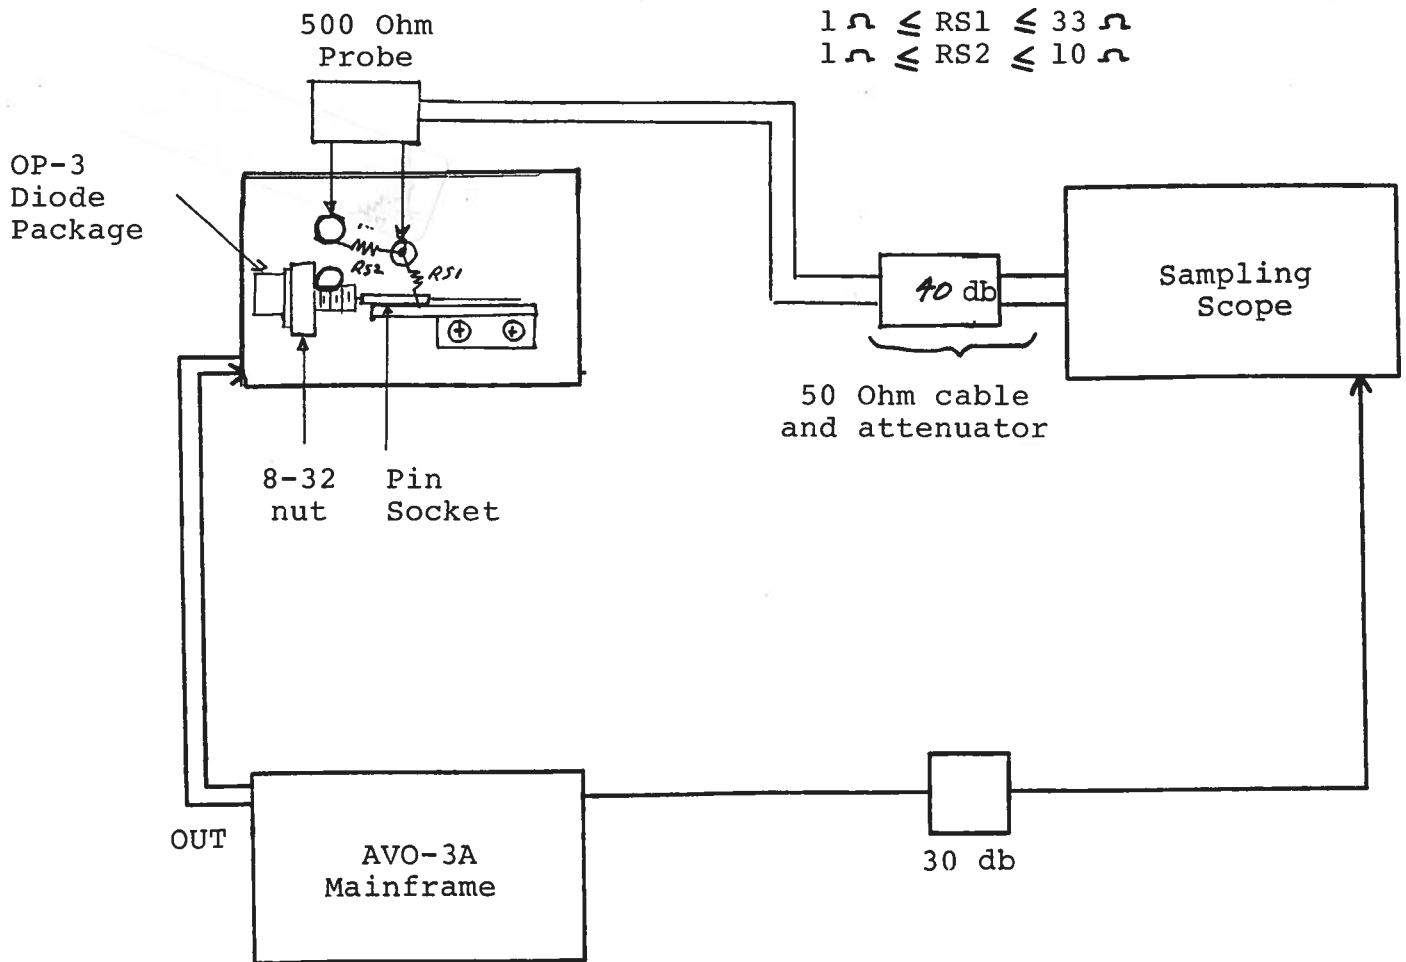 1 Ω ≤ RS1 ≤ 33 Ω
1 Ω ≤ RS2 ≤ 10 Ω
500 Ohm
Probe
OP-3
Diode
Package
RS2
RS1
40 db
Sampling
Scope
50 Ohm cable
and attenuator
8-32
nut
Pin
Socket
OUT
AVO-3A
Mainframe
30 db